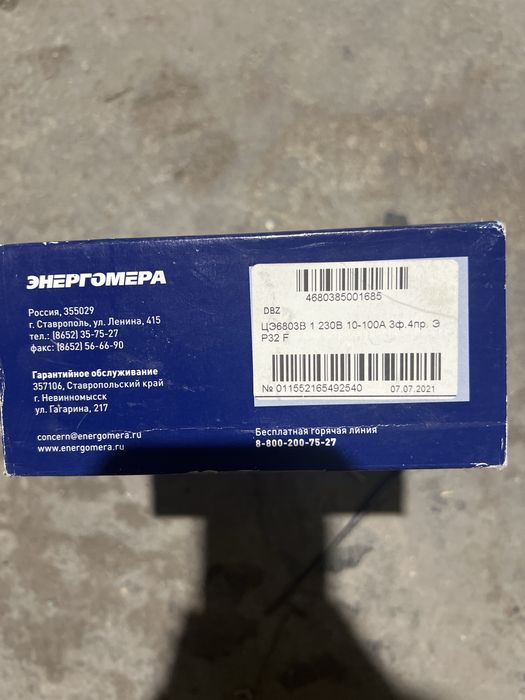 ЭНЕРГОМЕРА
Россия, 355029
г. Ставрополь, ул. Ленина, 415
тел.: (8652) 35-75-27
факс: (8652) 56-66-90
Гарантийное обслуживание
357106, Ставропольский край
г. Невинномысск
ул. Гагарина, 217
concern@energomera.ru
www.energomera.ru
4680385001685
DBZ
ЦЭ6803В 1 230В 10-100А 3ф.4пр. Э
Р32 F
№ 011552165492540 07.07.2021
Бесплатная горячая линия
8-800-200-75-27